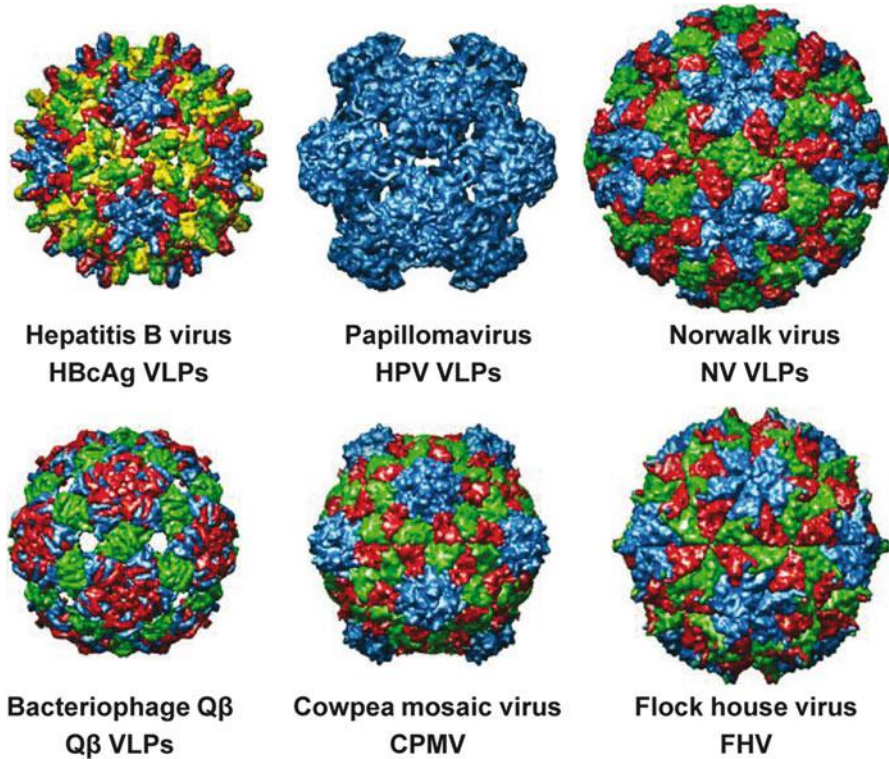 Hepatitis B virus
HBcAg VLPs
Papillomavirus
HPV VLPs
Norwalk virus
NV VLPs
Bacteriophage Qβ
Qβ VLPs
Cowpea mosaic virus
CPMV
Flock house virus
FHV